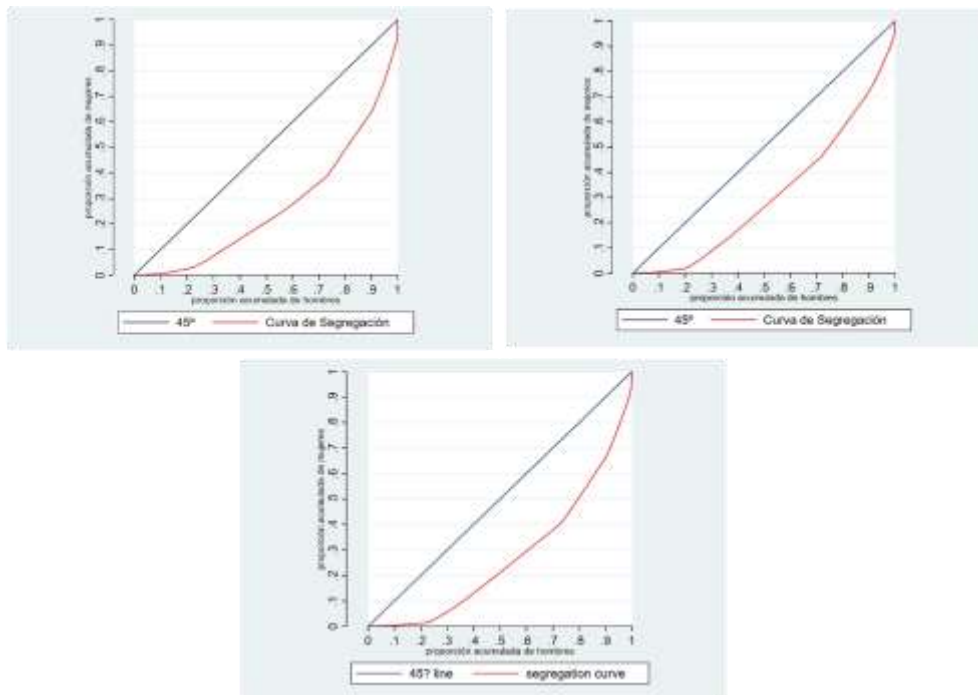 proporción acumulada de mujeres
0 .1 .2 .3 .4 .5 .6 .7 .8 .9 1
0 .1 .2 .3 .4 .5 .6 .7 .8 .9 1
proporción acumulada de hombres
45º Curva de Segregación
proporción acumulada de mujeres
0 .1 .2 .3 .4 .5 .6 .7 .8 .9 1
0 .1 .2 .3 .4 .5 .6 .7 .8 .9 1
proporción acumulada de hombres
45º Curva de Segregación
proporción acumulada de mujeres
0 .1 .2 .3 .4 .5 .6 .7 .8 .9 1
0 .1 .2 .3 .4 .5 .6 .7 .8 .9 1
proporción acumulada de hombres
45? line segregation curve